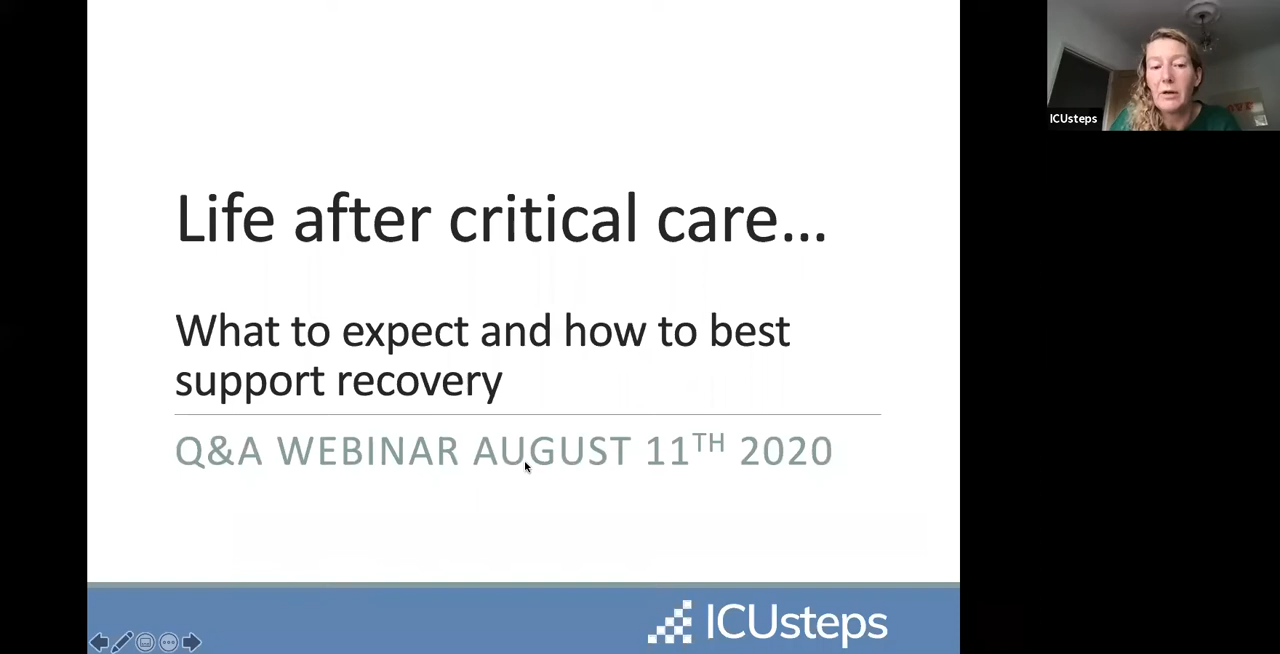 Life after critical care...
What to expect and how to best
support recovery
Q&A WEBINAR AUGUST 11TH 2020
ICUsteps
ICUsteps